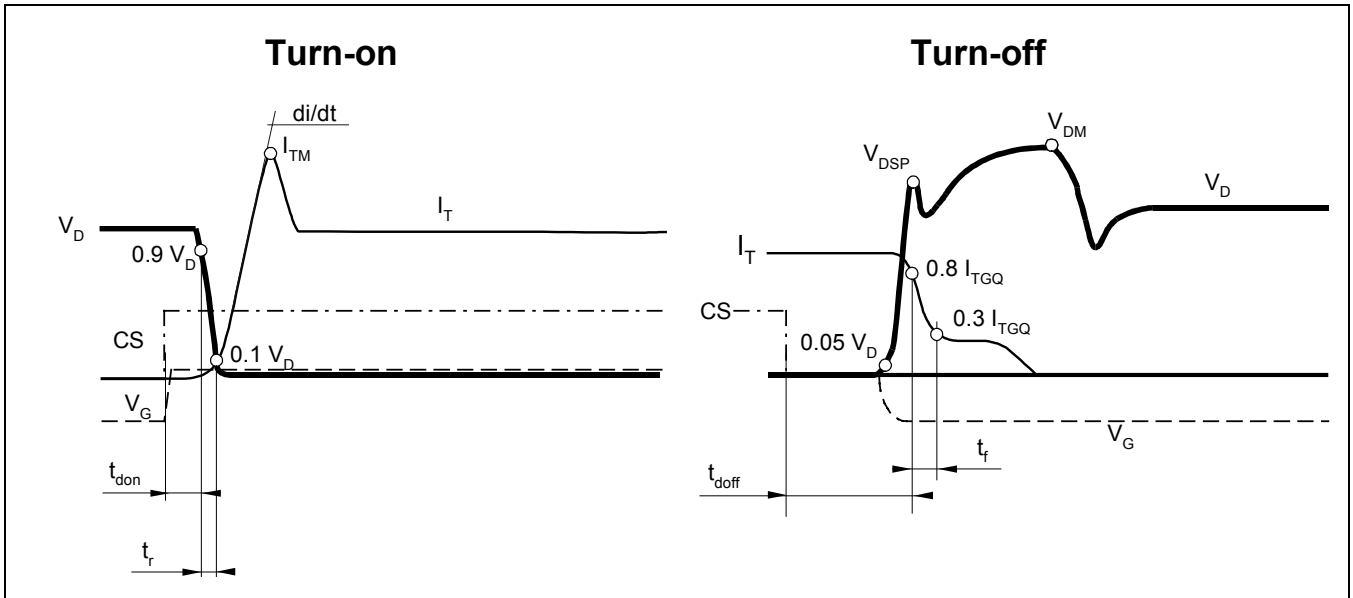 Turn-on
di/dt
I_TM
V_D
I_T
0.9 V_D
CS
0.1 V_D
V_G
t_don
t_r
Turn-off
V_DM
V_DSP
V_D
I_T
0.8 I_TGQ
CS
0.3 I_TGQ
0.05 V_D
V_G
t_f
t_doff